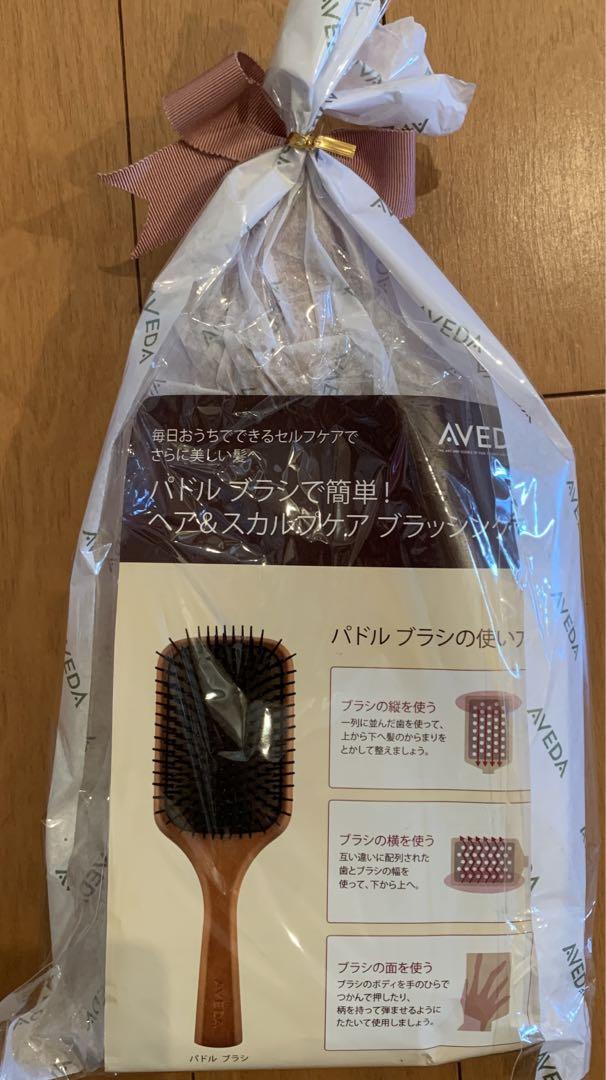 AVEDA
AVEDA
AVEDA
AVEDA
AVEDA
AVEDA
毎日おうちでできるセルフケアで
さらに美しい髪へ
AVED
パドル ブラシで簡単!
ヘア&スカルプケア ブラッシング
パドル ブラシの使い方
ブラシの縦を使う
一列に並んだ歯を使って、
上から下へ髪のからまりを
とかして整えましょう。
ブラシの横を使う
互い違いに配列された
歯とブラシの幅を
使って、下から上へ。
ブラシの面を使う
ブラシのボディを手のひらで
つかんで押したり、
柄を持って弾ませるように
たたいて使用しましょう。
AVEDA
パドル ブラシ